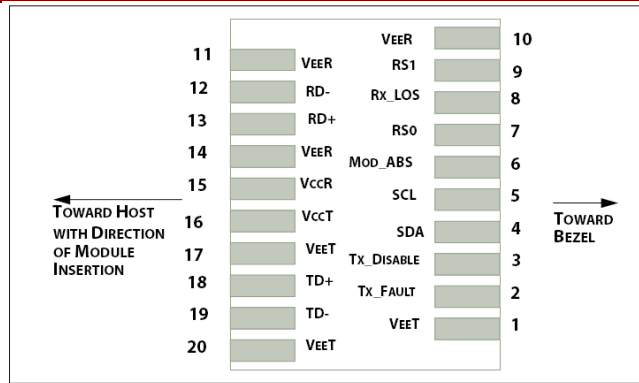 11 VEER
12 RD-
13 RD+
14 VEER
15 VCCR
16 VCCT
17 VEET
18 TD+
19 TD-
20 VEET
VEER 10
RS1 9
RX_LOS 8
RS0 7
MOD_ABS 6
SCL 5
SDA 4
TX_DISABLE 3
TX_FAULT 2
VEET 1
TOWARD HOST
WITH DIRECTION
OF MODULE
INSERTION
TOWARD
BEZEL